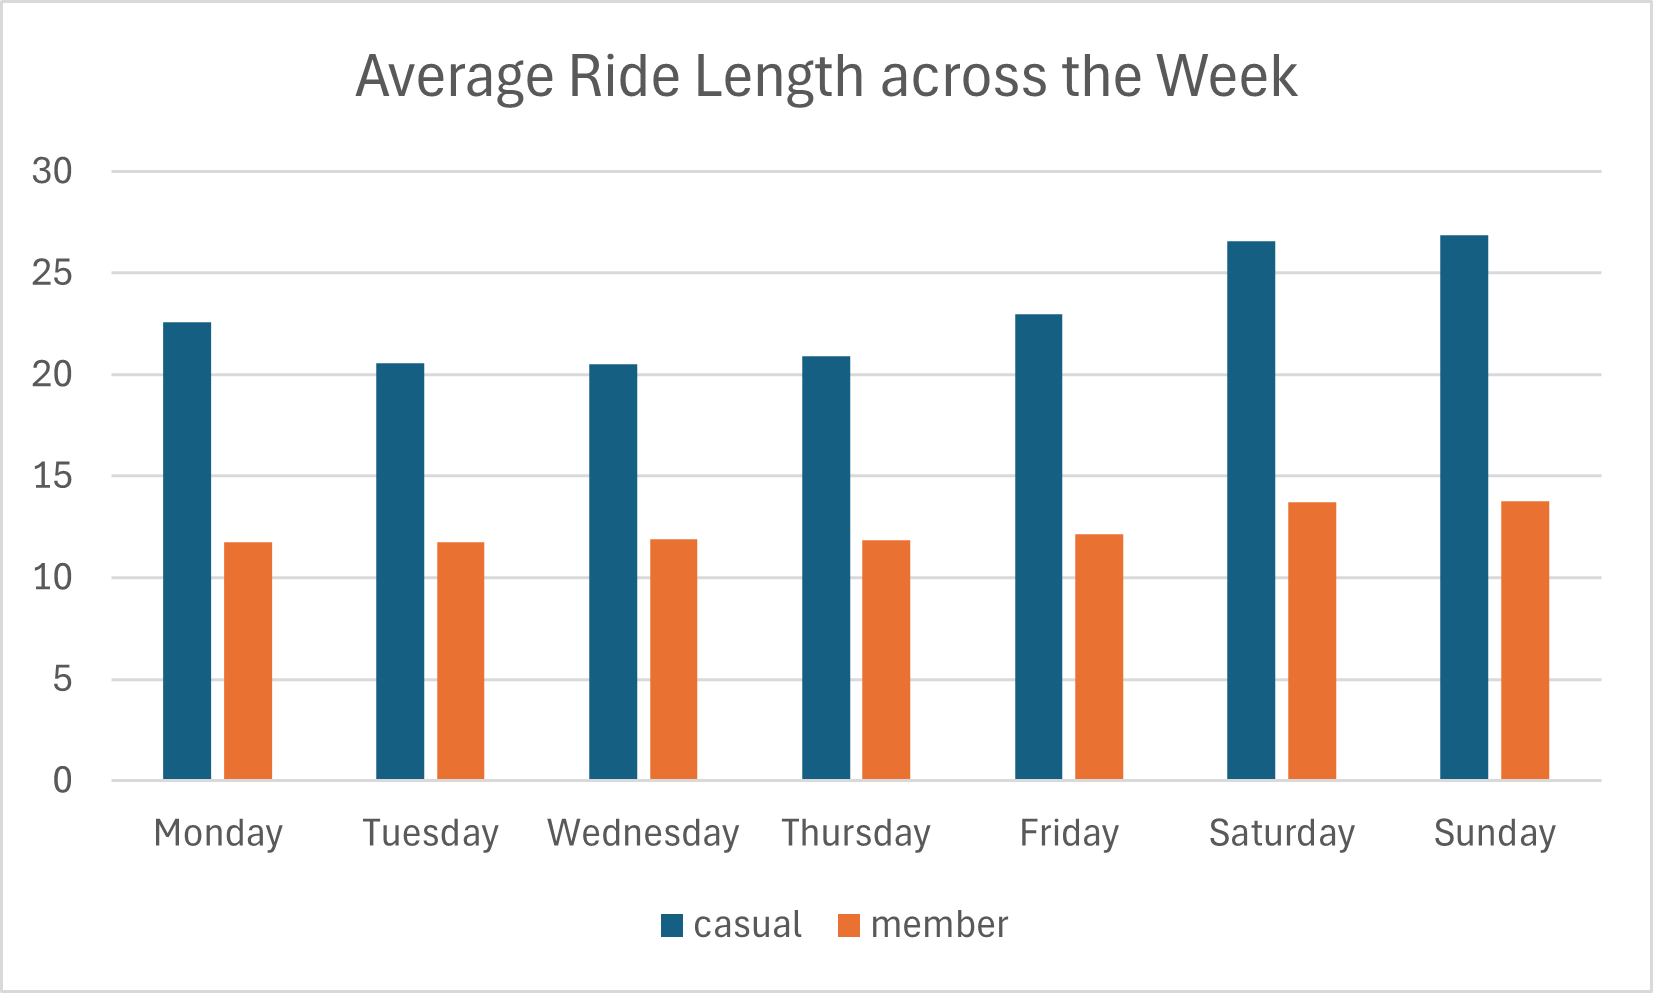 Average Ride Length across the Week
30
25
20
15
10
5
0
Monday Tuesday Wednesday Thursday Friday Saturday Sunday
casual member